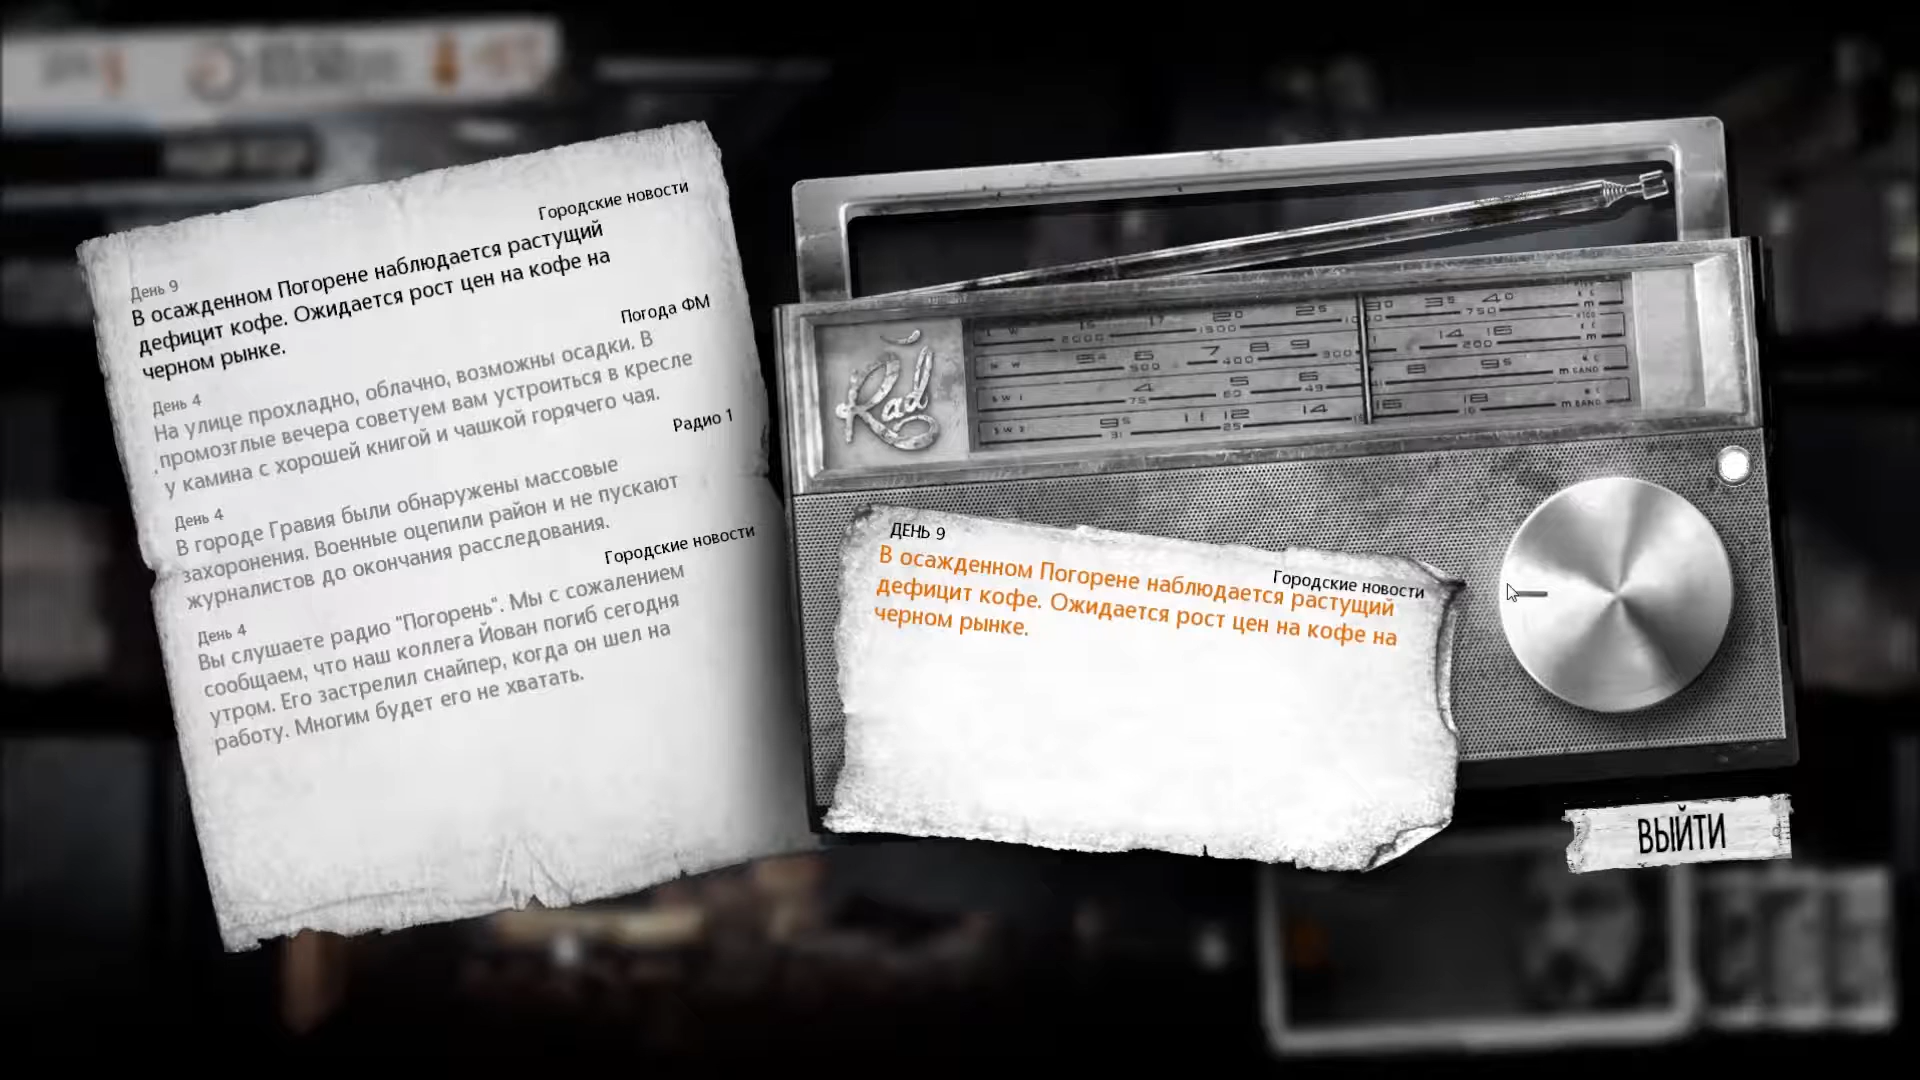 Городские новости
День 9
В осажденном Погорене наблюдается растущий
дефицит кофе. Ожидается рост цен на кофе на
черном рынке.
Погода ФМ
День 4
На улице прохладно, облачно, возможны осадки. В
промозглые вечера советуем вам устроиться в кресле
у камина с хорошей книгой и чашкой горячего чая.
Радио 1
День 4
В городе Гравия были обнаружены массовые
захоронения. Военные оцепили район и не пускают
журналистов до окончания расследования.
Городские новости
День 4
Вы слушаете радио "Погорень". Мы с сожалением
сообщаем, что наш коллега Йован погиб сегодня
утром. Его застрелил снайпер, когда он шел на
работу. Многим будет его не хватать.
Rad
ДЕНЬ 9
Городские новости
В осажденном Погорене наблюдается растущий
дефицит кофе. Ожидается рост цен на кофе на
черном рынке.
ВЫЙТИ